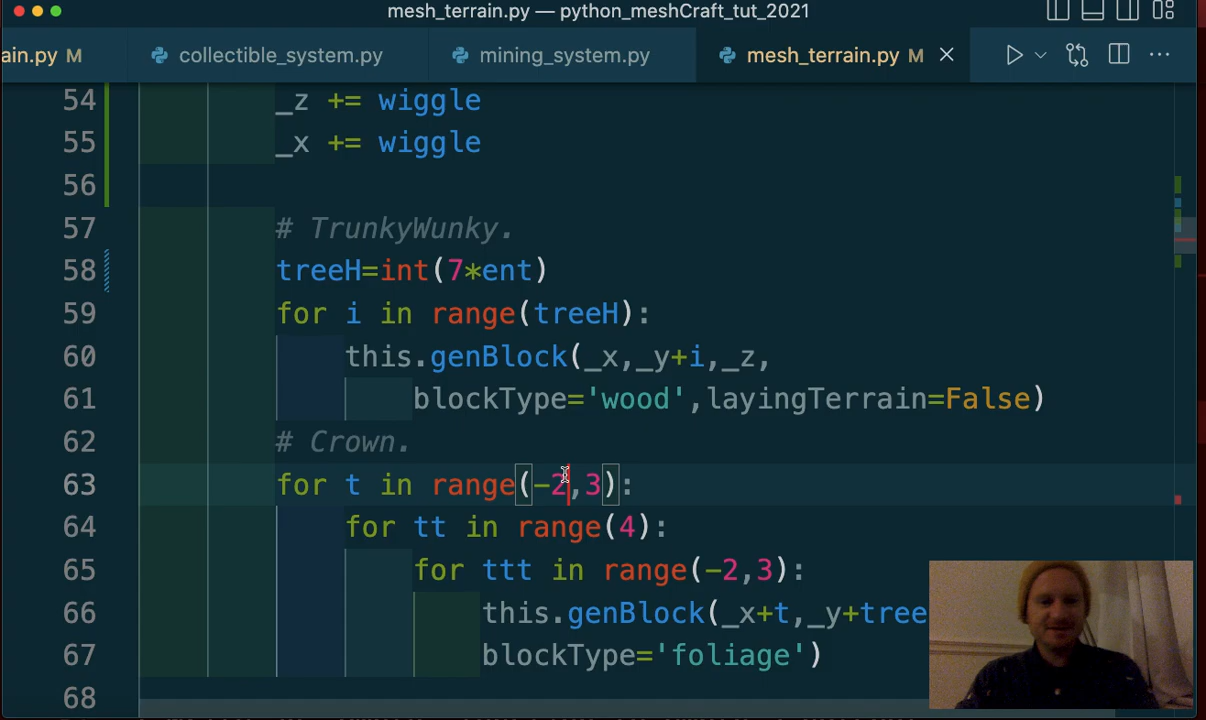 mesh_terrain.py — python_meshCraft_tut_2021
ain.py M
collectible_system.py
mining_system.py
mesh_terrain.py M
54 _z += wiggle
55 _x += wiggle
56
57 # TrunkyWunky.
58 treeH=int(7*ent)
59 for i in range(treeH):
60 this.genBlock(_x,_y+i,_z,
61 blockType='wood',layingTerrain=False)
62 # Crown.
63 for t in range(-2,3):
64 for tt in range(4):
65 for ttt in range(-2,3):
66 this.genBlock(_x+t,_y+tree
67 blockType='foliage')
68